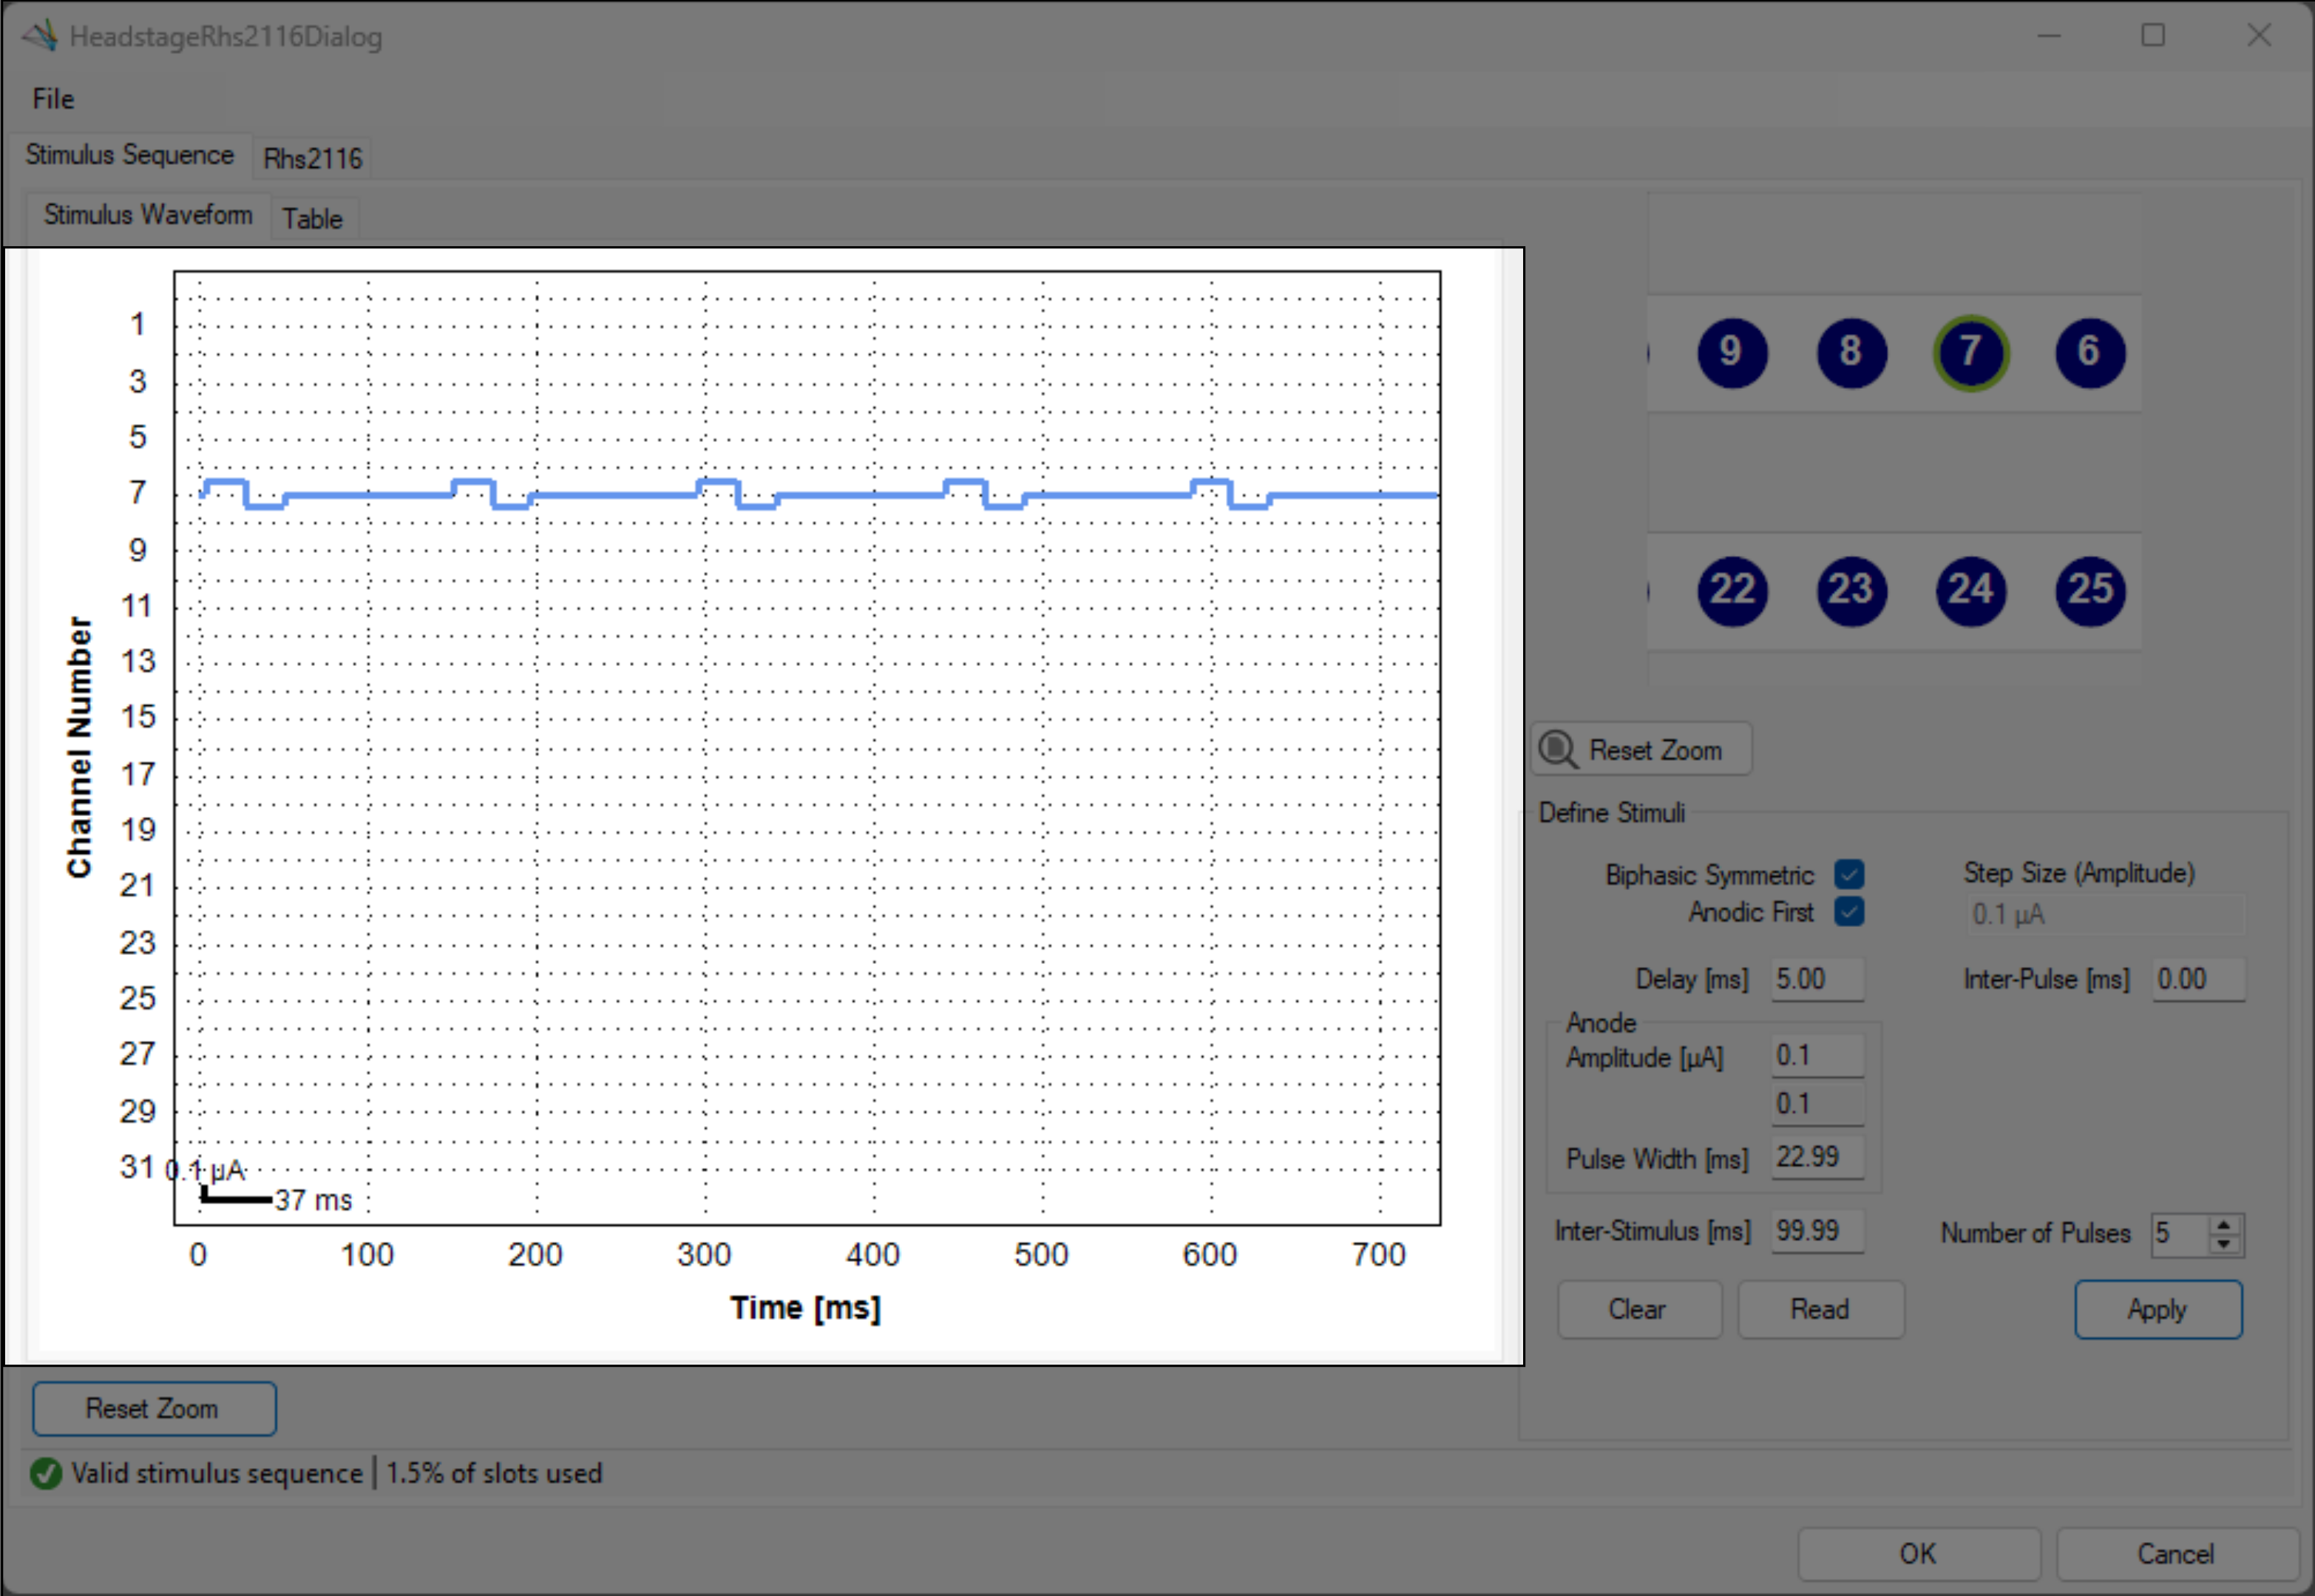 HeadstageRhs2116Dialog
File
Stimulus Sequence Rhs2116
Stimulus Waveform Table
1
3
5
7
9
11
13
15
17
19
21
23
25
27
29
31
Channel Number
0.1 µA
37 ms
0 100 200 300 400 500 600 700
Time [ms]
Reset Zoom
9 8 7 6
22 23 24 25
Reset Zoom
Define Stimuli
Biphasic Symmetric
Anodic First
Step Size (Amplitude)
0.1 µA
Delay [ms] 5.00
Inter-Pulse [ms] 0.00
Anode
Amplitude [µA] 0.1
0.1
Pulse Width [ms] 22.99
Inter-Stimulus [ms] 99.99
Number of Pulses 5
Clear Read Apply
Valid stimulus sequence 1.5% of slots used
OK Cancel